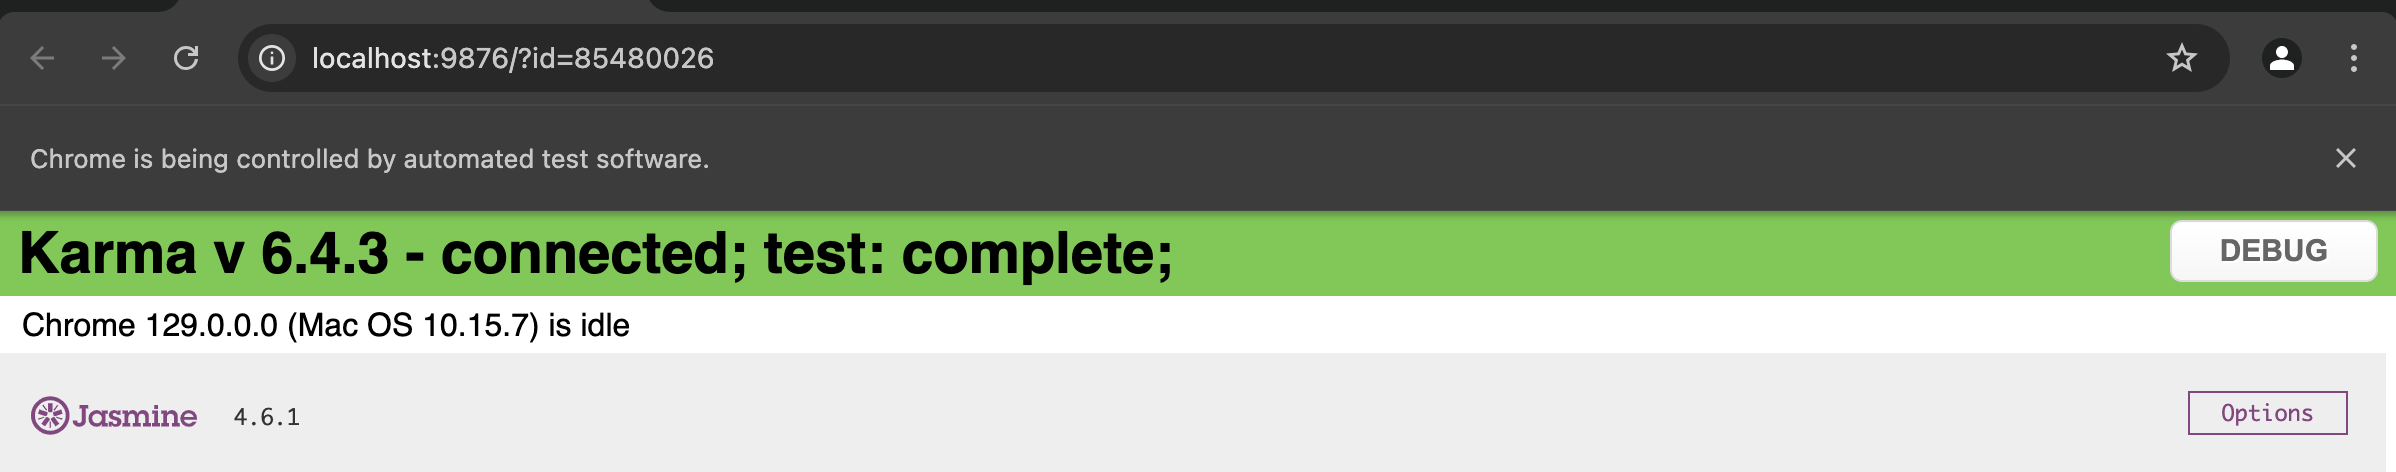 localhost:9876/?id=85480026
Chrome is being controlled by automated test software.
Karma v 6.4.3 - connected; test: complete;
DEBUG
Chrome 129.0.0.0 (Mac OS 10.15.7) is idle
Jasmine 4.6.1
Options